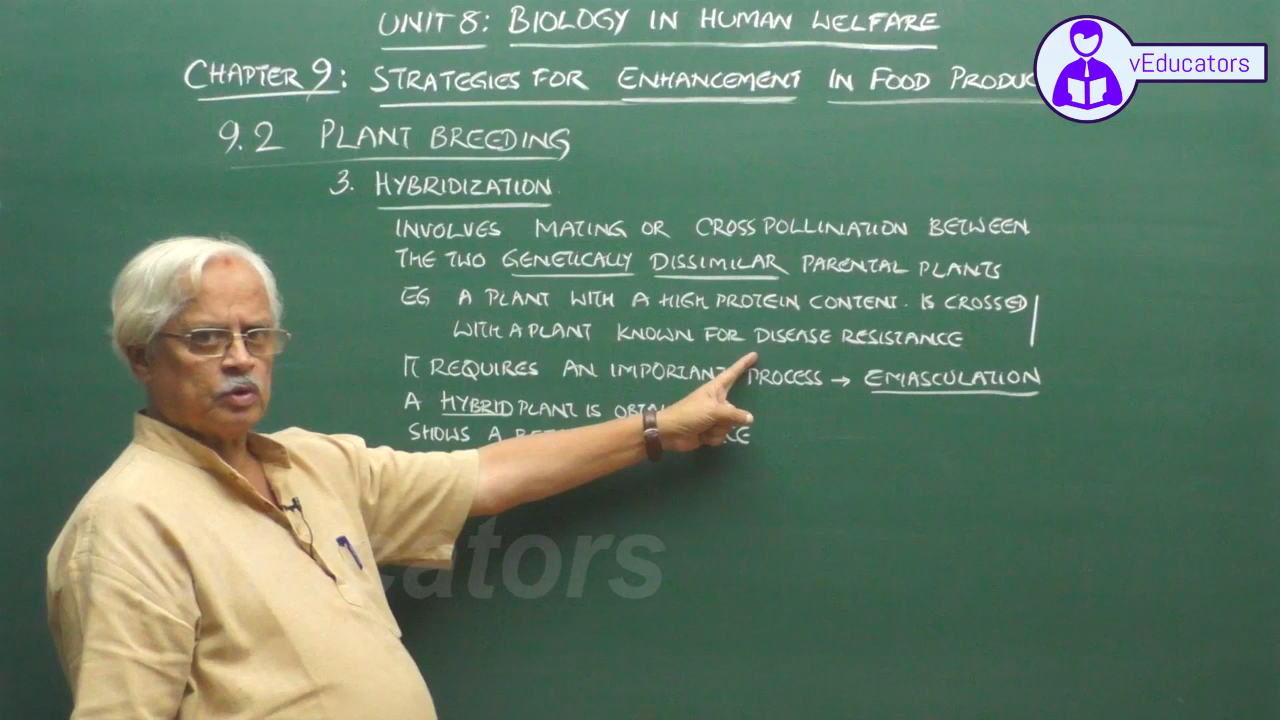 UNIT 8: BIOLOGY IN HUMAN WELFARE
CHAPTER 9: STRATEGIES FOR ENHANCEMENT IN FOOD PRODUC
vEducators
9.2 PLANT BREEDING
3. HYBRIDIZATION
INVOLVES MATING OR CROSS POLLINATION BETWEEN
THE TWO GENETICALLY DISSIMILAR PARENTAL PLANTS
EG A PLANT WITH A HIGH PROTEIN CONTENT. IS CROSSED
WITH A PLANT KNOWN FOR DISEASE RESISTANCE
IT REQUIRES AN IMPORTANT PROCESS → EMASCULATION
A HYBRID PLANT IS
SHOWS A
cators